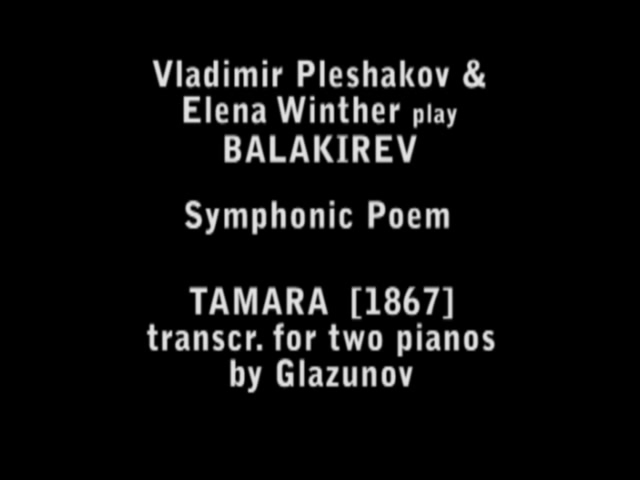 Vladimir Pleshakov &
Elena Winther play
BALAKIREV
Symphonic Poem
TAMARA [1867]
transcr. for two pianos
by Glazunov